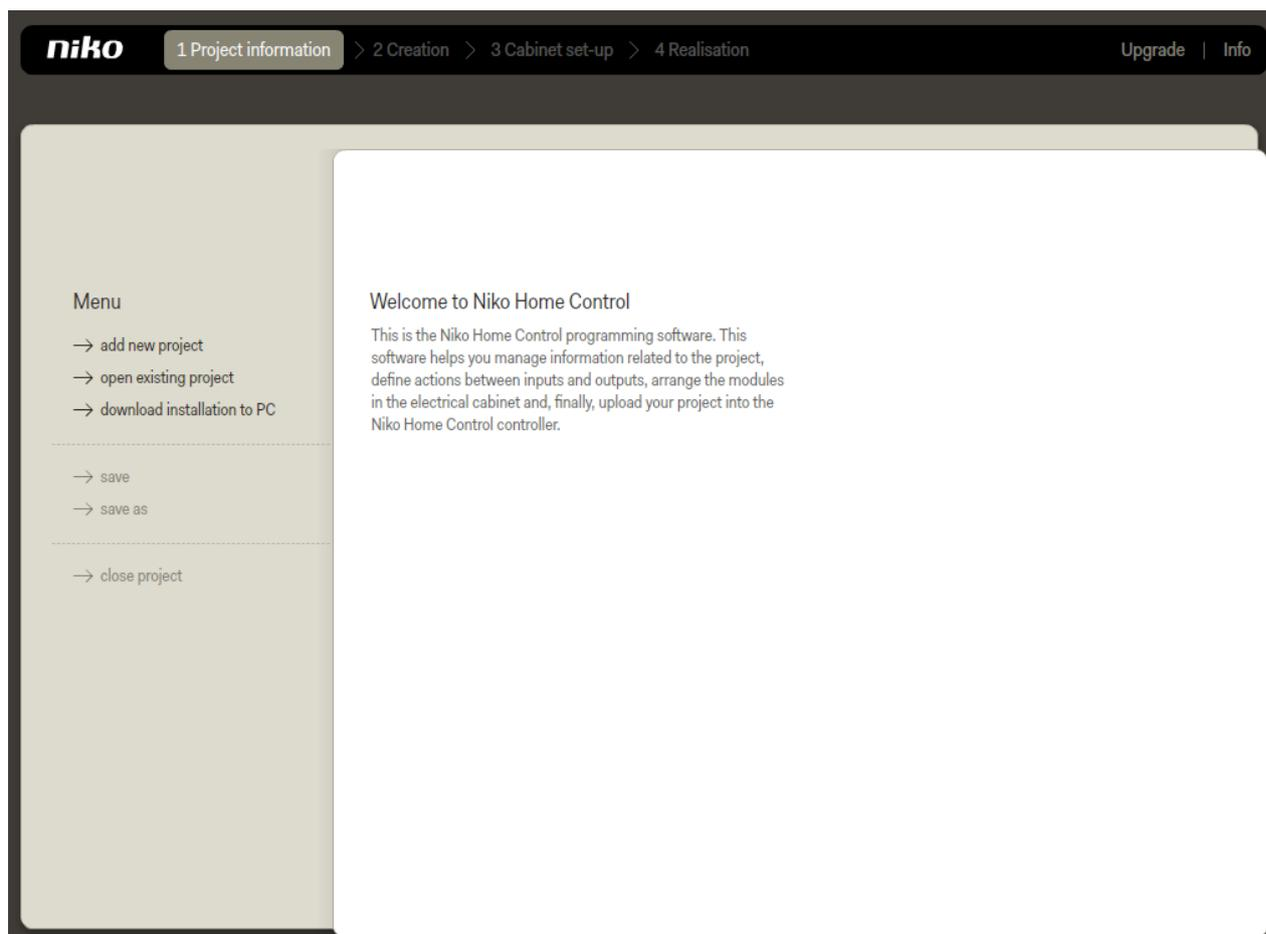 niko 1 Project information 2 Creation 3 Cabinet set-up 4 Realisation Upgrade | Info
Menu
→ add new project
→ open existing project
→ download installation to PC
→ save
→ save as
→ close project
Welcome to Niko Home Control
This is the Niko Home Control programming software. This
software helps you manage information related to the project,
define actions between inputs and outputs, arrange the modules
in the electrical cabinet and, finally, upload your project into the
Niko Home Control controller.